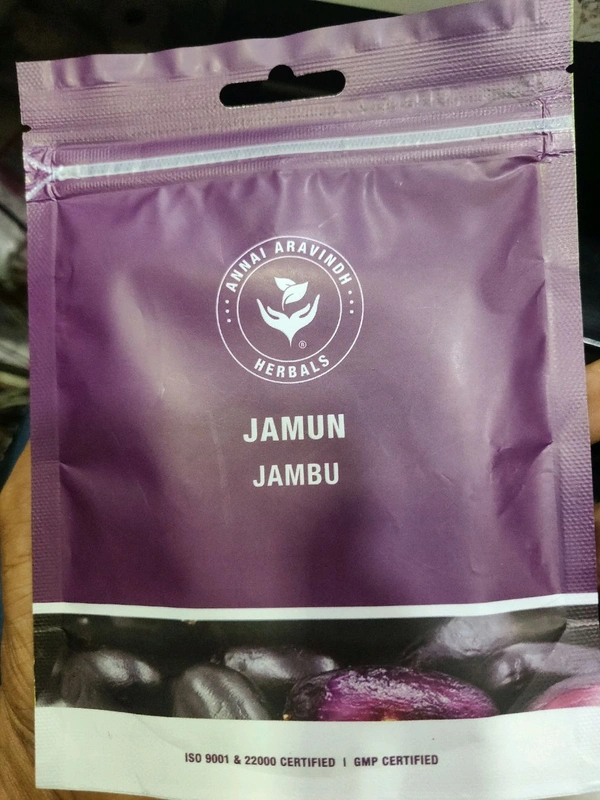 ANNAI ARAVINDH
HERBALS
®
JAMUN
JAMBU
ISO 9001 & 22000 CERTIFIED | GMP CERTIFIED